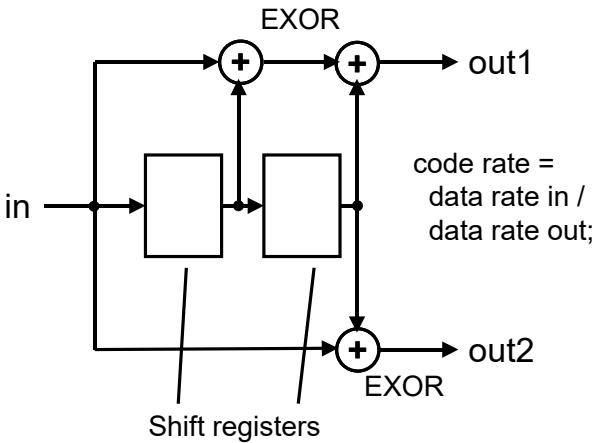 EXOR
+
+
out1
code rate =
data rate in /
data rate out;
in
+
out2
EXOR
Shift registers